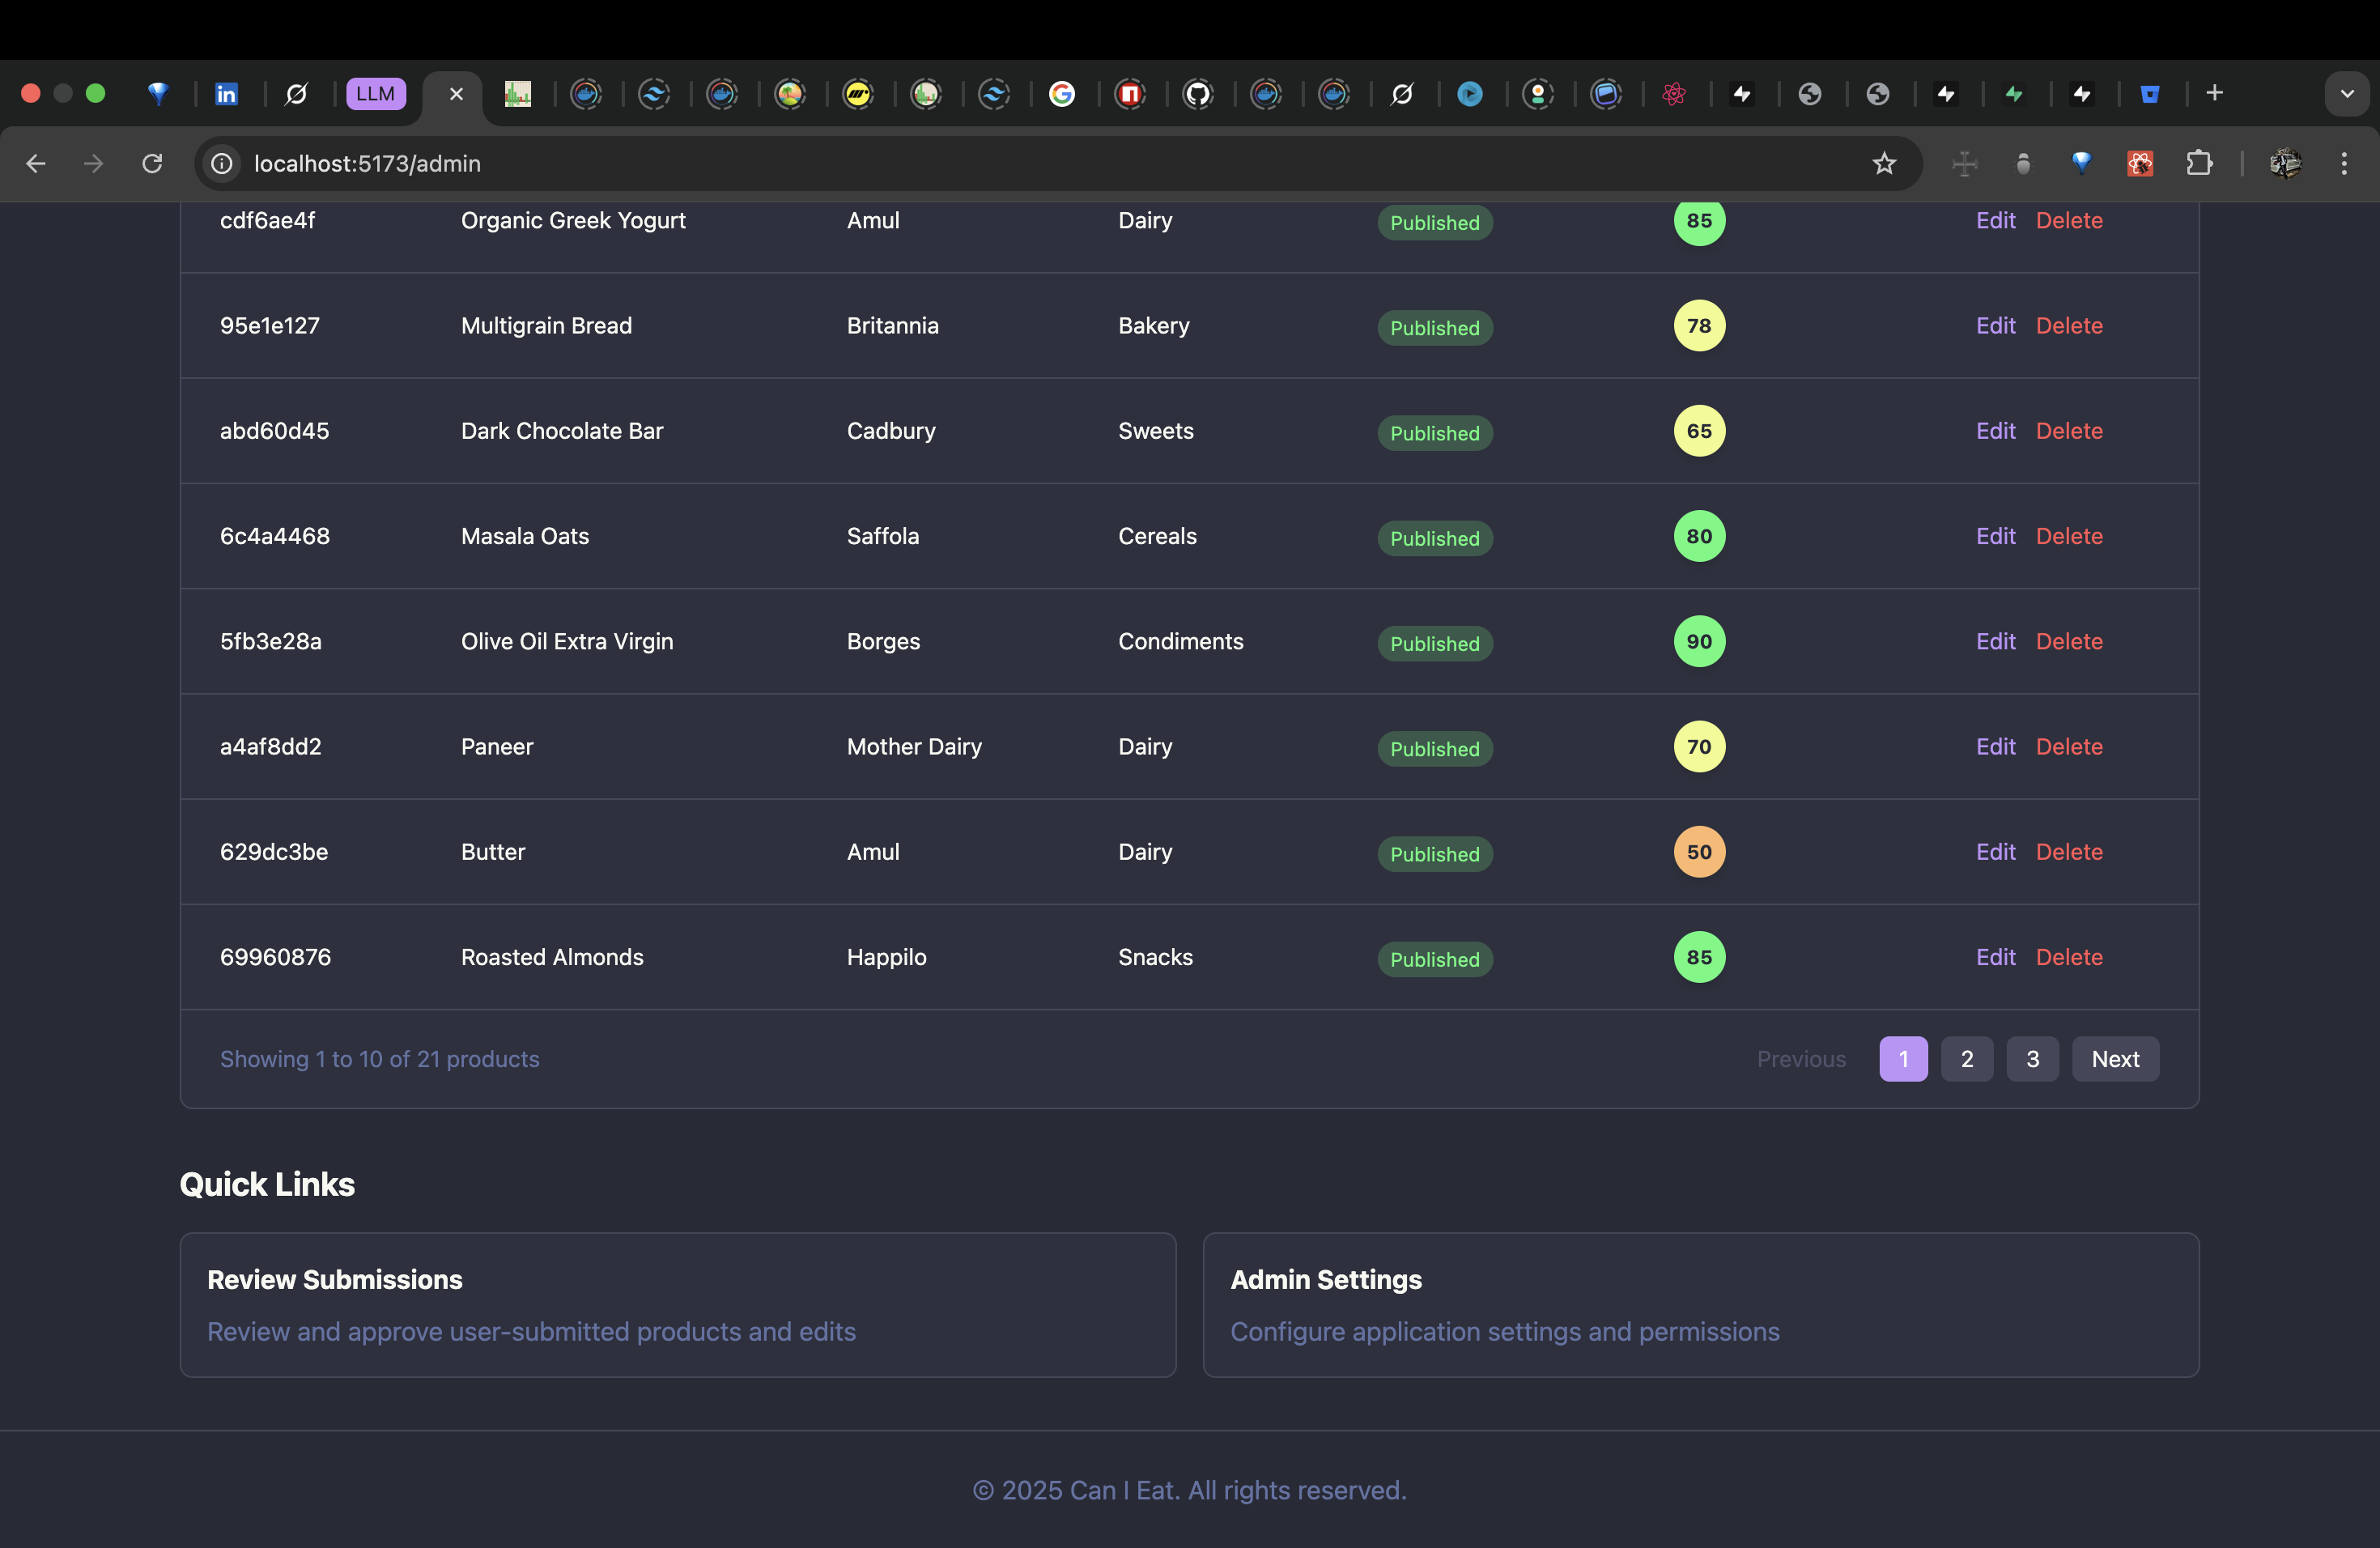 LLM
localhost:5173/admin
cdf6ae4f Organic Greek Yogurt Amul Dairy Published 85 Edit Delete
95e1e127 Multigrain Bread Britannia Bakery Published 78 Edit Delete
abd60d45 Dark Chocolate Bar Cadbury Sweets Published 65 Edit Delete
6c4a4468 Masala Oats Saffola Cereals Published 80 Edit Delete
5fb3e28a Olive Oil Extra Virgin Borges Condiments Published 90 Edit Delete
a4af8dd2 Paneer Mother Dairy Dairy Published 70 Edit Delete
629dc3be Butter Amul Dairy Published 50 Edit Delete
69960876 Roasted Almonds Happilo Snacks Published 85 Edit Delete
Showing 1 to 10 of 21 products Previous 1 2 3 Next
Quick Links
Review Submissions
Review and approve user-submitted products and edits
Admin Settings
Configure application settings and permissions
© 2025 Can I Eat. All rights reserved.